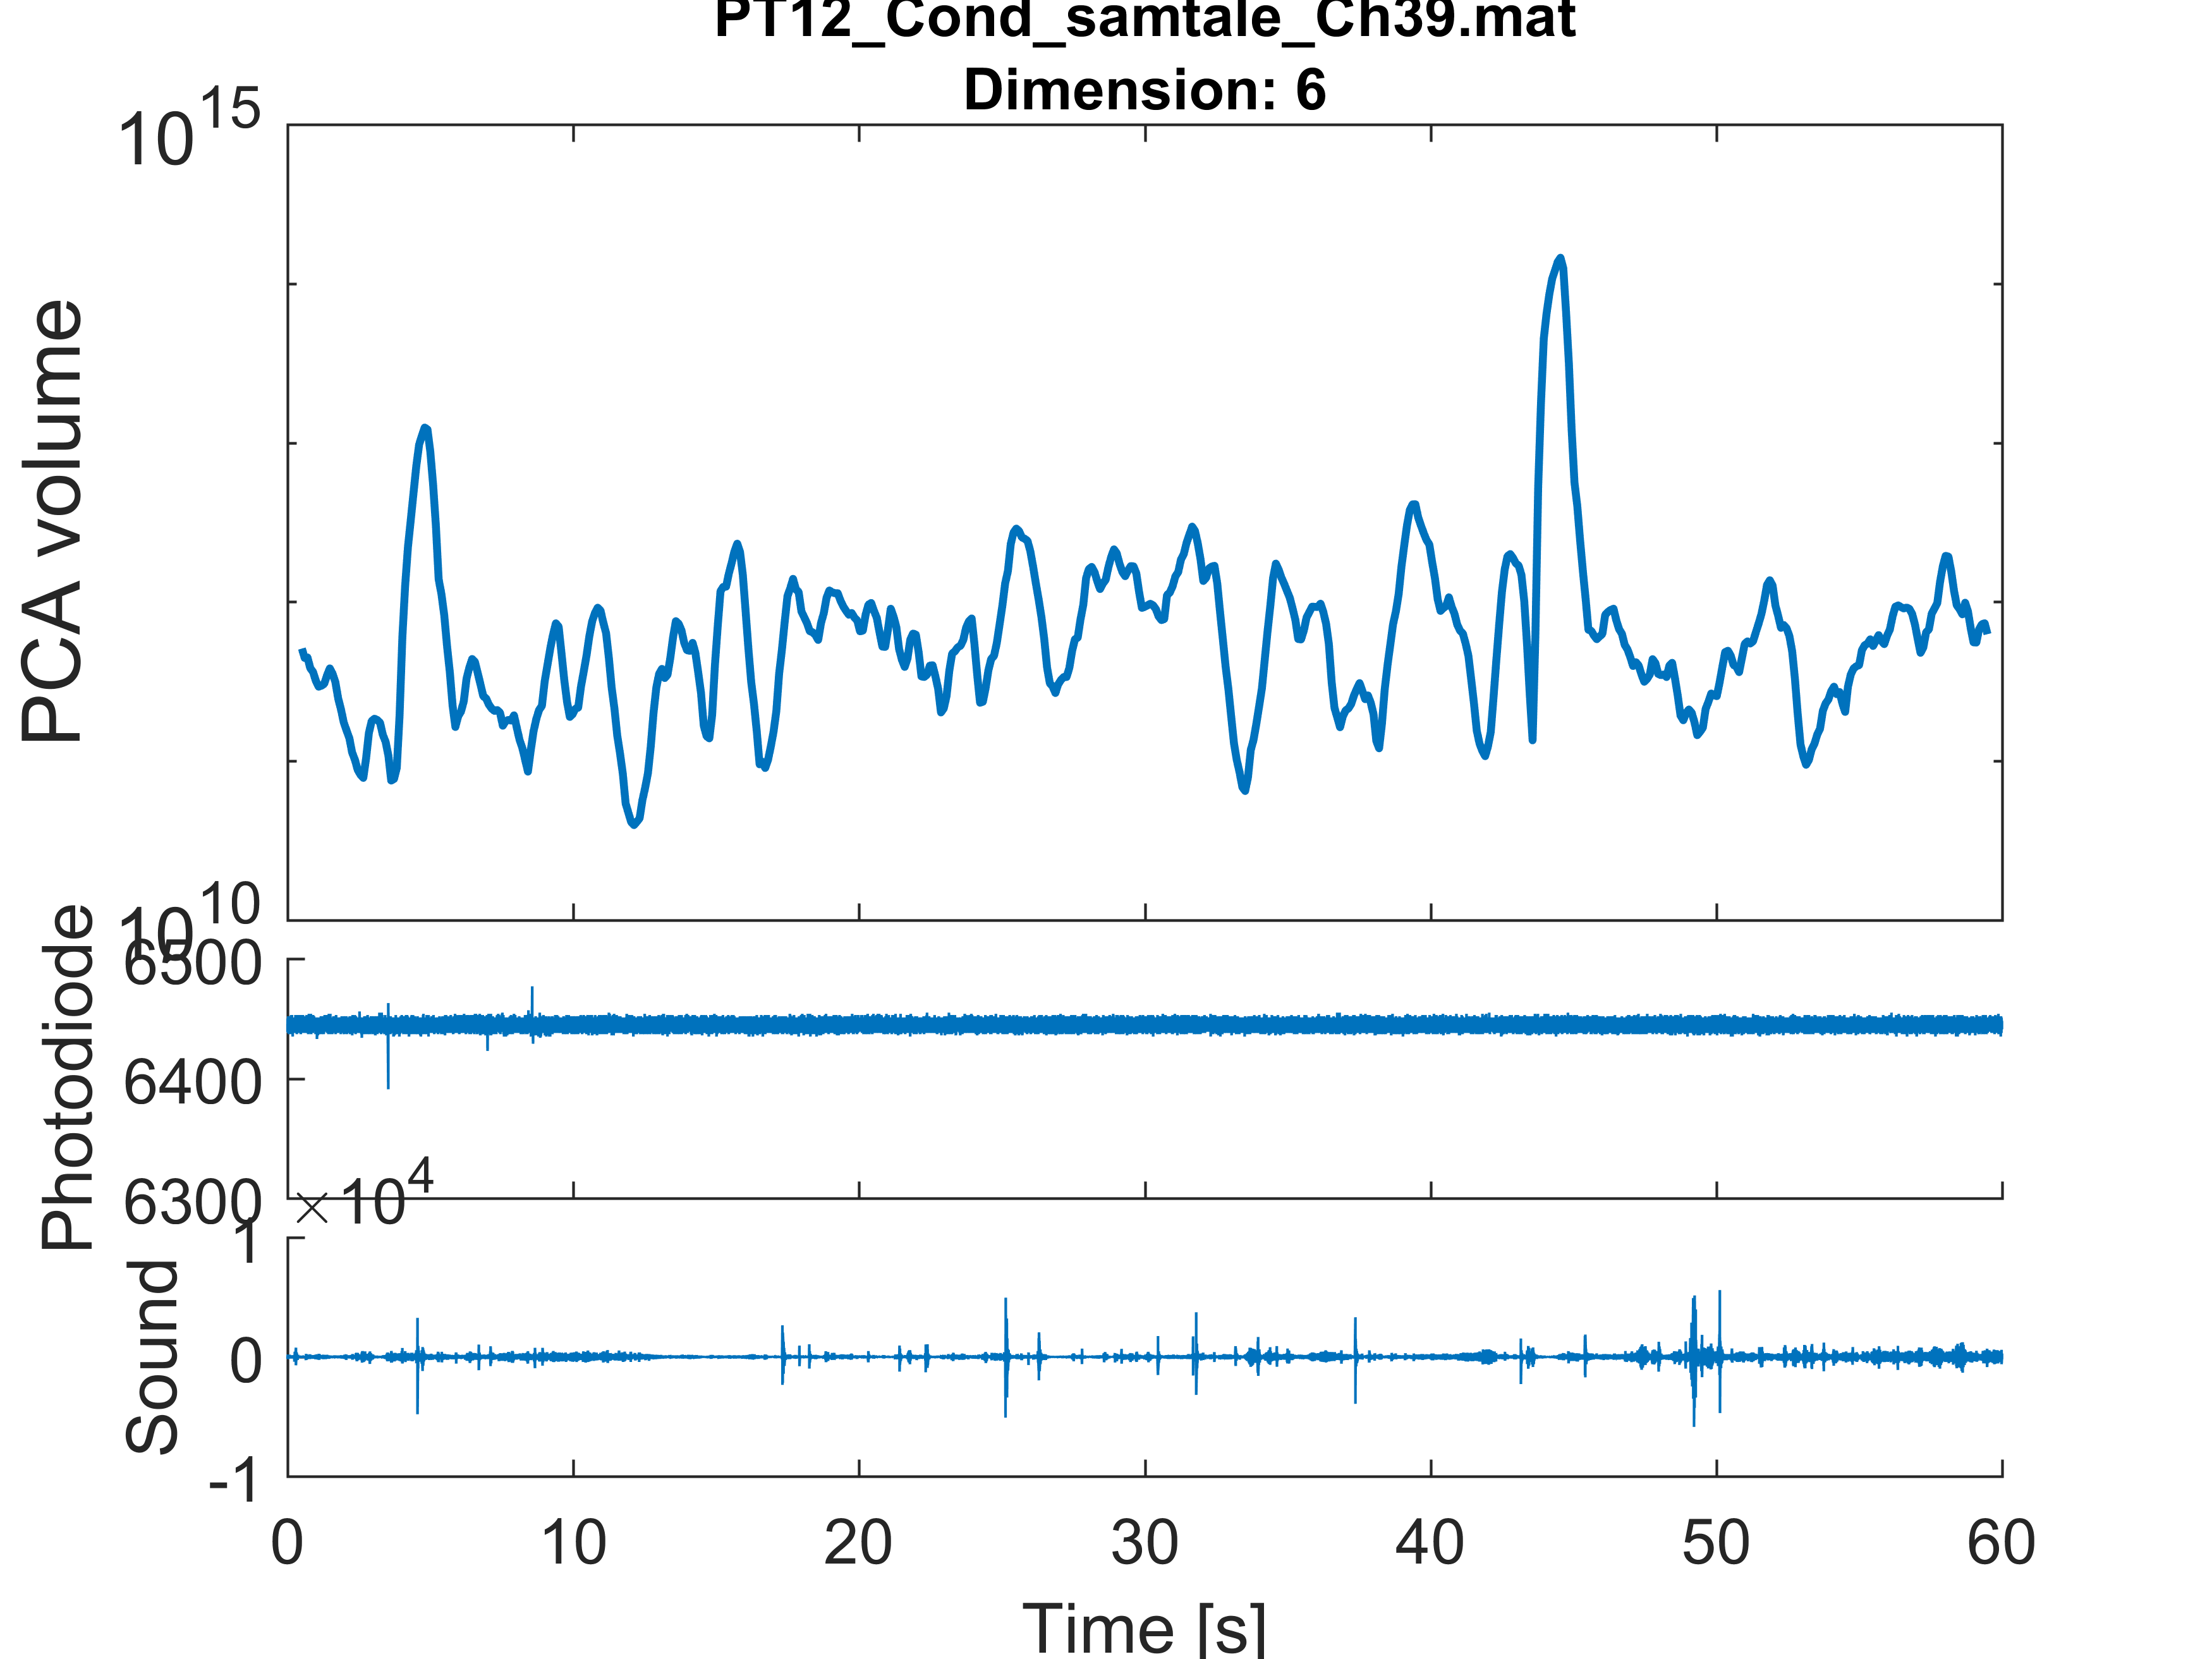 PT12_Cond_samtale_Ch39.mat
Dimension: 6
10^15
PCA volume
10^10
Photodiode
6500
6400
6300
×10^4
Sound
1
0
-1
0 10 20 30 40 50 60
Time [s]